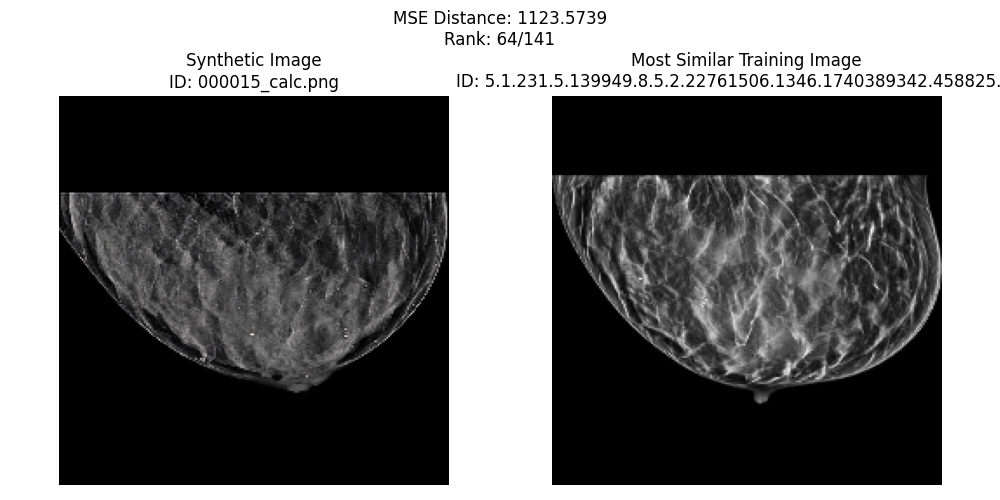 MSE Distance: 1123.5739
Rank: 64/141
Synthetic Image
ID: 000015_calc.png
Most Similar Training Image
ID: 5.1.231.5.139949.8.5.2.22761506.1346.1740389342.458825.